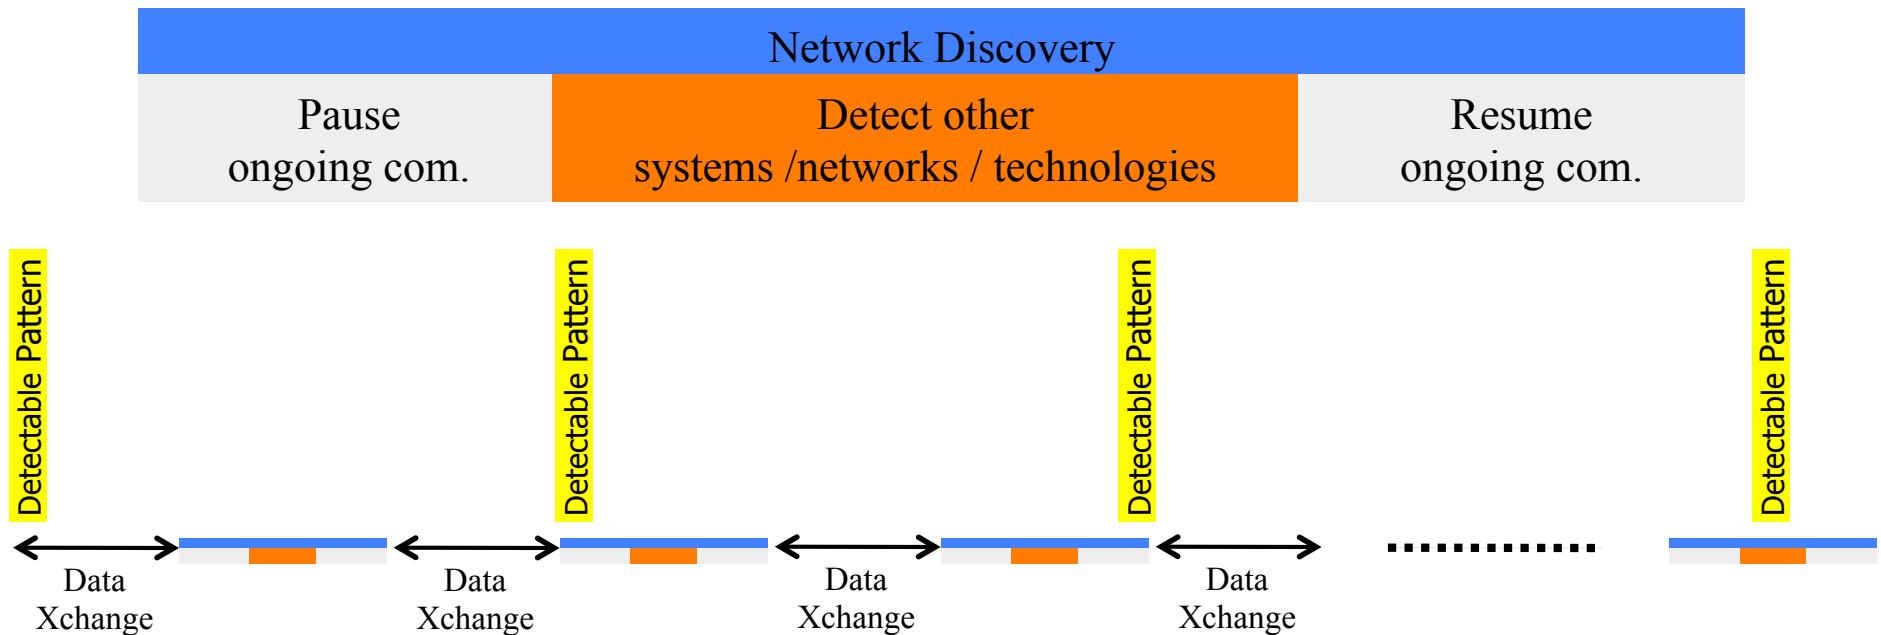 Network Discovery
Pause
ongoing com.
Detect other
systems /networks / technologies
Resume
ongoing com.
Detectable Pattern
Detectable Pattern
Detectable Pattern
Detectable Pattern
Data
Xchange
Data
Xchange
Data
Xchange
Data
Xchange